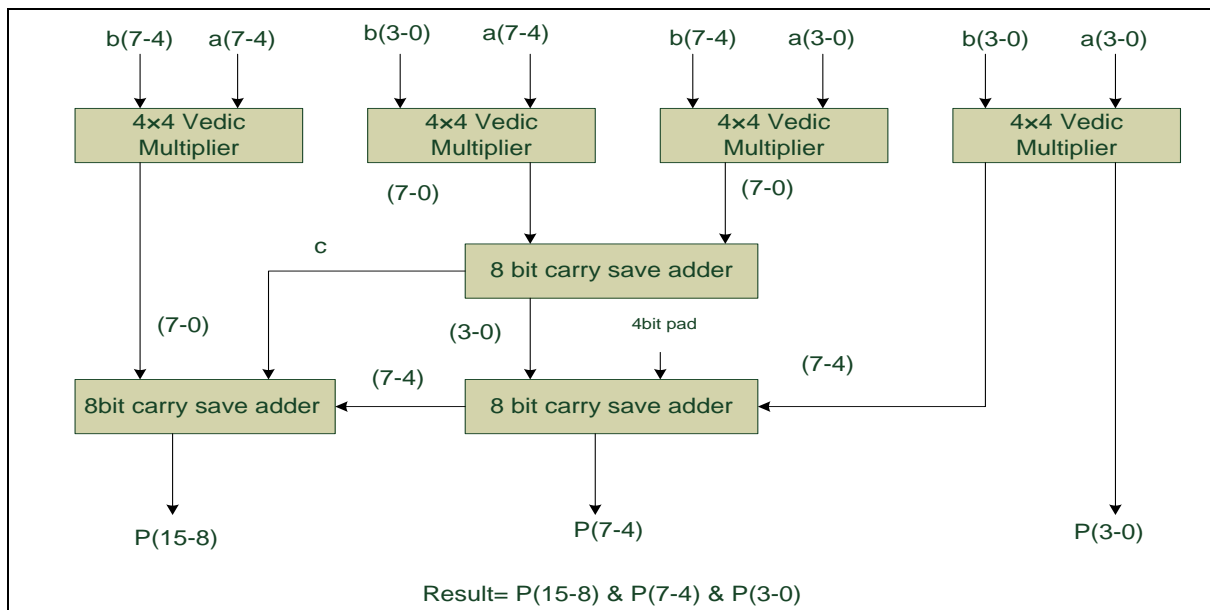 b(7-4) a(7-4) b(3-0) a(7-4) b(7-4) a(3-0) b(3-0) a(3-0)
4×4 Vedic
Multiplier
4×4 Vedic
Multiplier
4×4 Vedic
Multiplier
4×4 Vedic
Multiplier
(7-0)
(7-0)
c
8 bit carry save adder
(7-0)
(3-0)
4bit pad
(7-4)
(7-4)
8bit carry save adder
8 bit carry save adder
P(15-8)
P(7-4)
P(3-0)
Result= P(15-8) & P(7-4) & P(3-0)